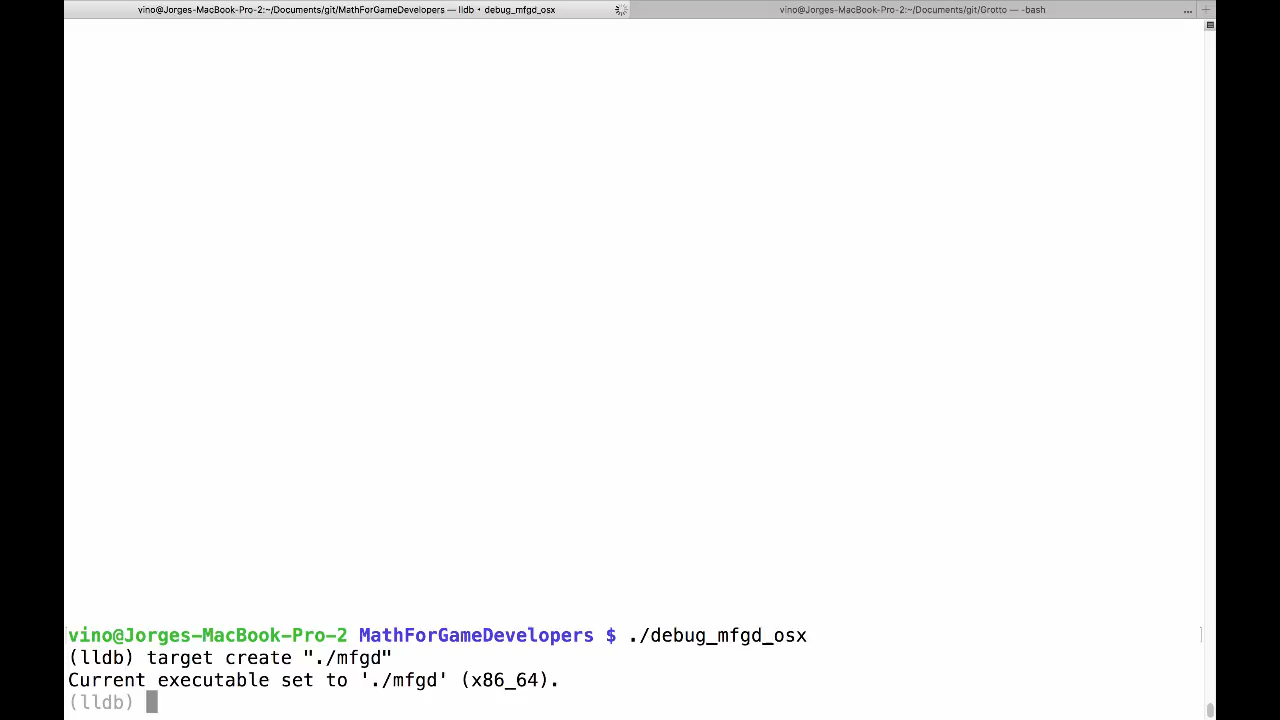 vino@Jorges-MacBook-Pro-2:~/Documents/git/MathForGameDevelopers — lldb • debug_mfgd_osx
vino@Jorges-MacBook-Pro-2:~/Documents/git/Grotto — -bash
... +
vino@Jorges-MacBook-Pro-2 MathForGameDevelopers $ ./debug_mfgd_osx
(lldb) target create "./mfgd"
Current executable set to './mfgd' (x86_64).
(lldb)